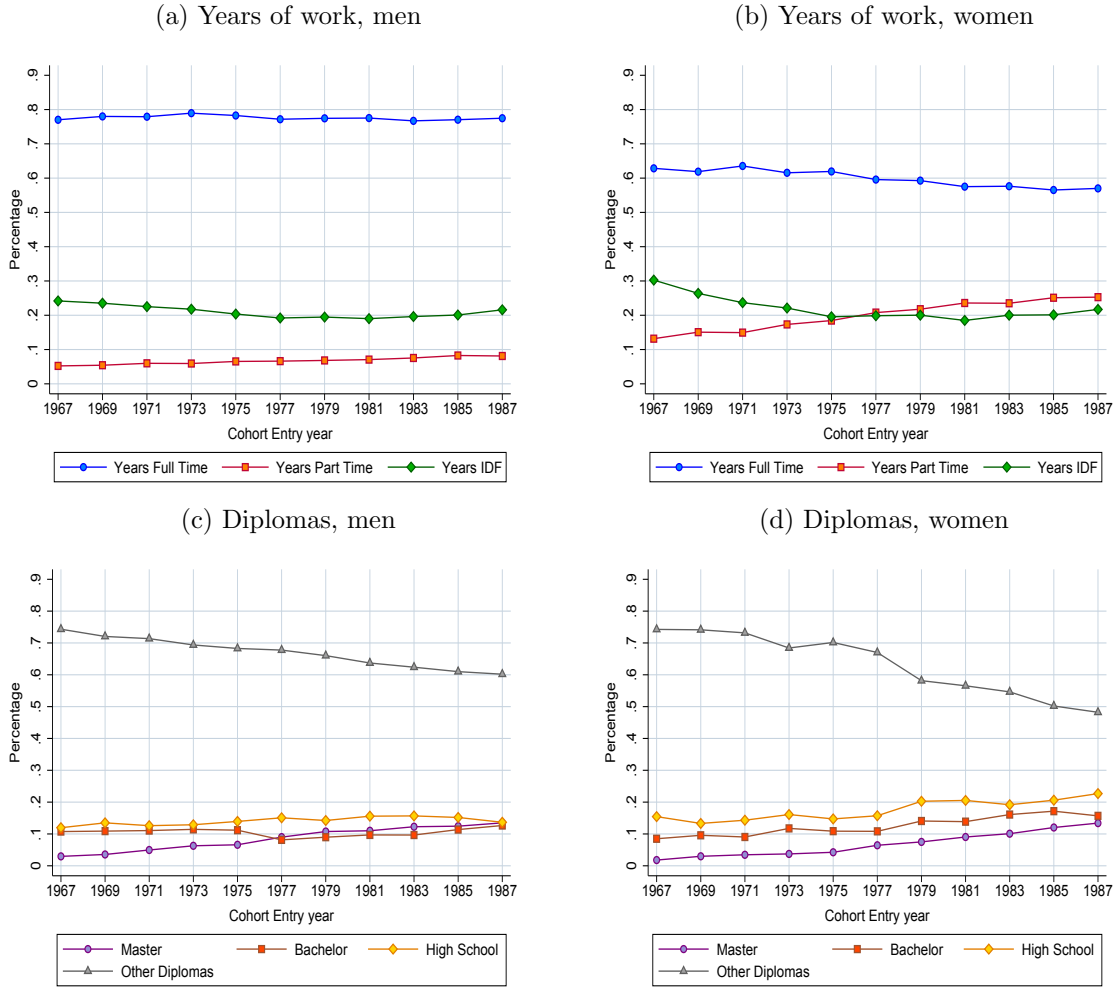 (a) Years of work, men
Percentage
.9
.8
.7
.6
.5
.4
.3
.2
.1
0
1967 1969 1971 1973 1975 1977 1979 1981 1983 1985 1987
Cohort Entry year
Years Full Time Years Part Time Years IDF
(b) Years of work, women
Percentage
.9
.8
.7
.6
.5
.4
.3
.2
.1
0
1967 1969 1971 1973 1975 1977 1979 1981 1983 1985 1987
Cohort Entry year
Years Full Time Years Part Time Years IDF
(c) Diplomas, men
Percentage
.9
.8
.7
.6
.5
.4
.3
.2
.1
0
1967 1969 1971 1973 1975 1977 1979 1981 1983 1985 1987
Cohort Entry year
Master Bachelor High School
Other Diplomas
(d) Diplomas, women
Percentage
.9
.8
.7
.6
.5
.4
.3
.2
.1
0
1967 1969 1971 1973 1975 1977 1979 1981 1983 1985 1987
Cohort Entry year
Master Bachelor High School
Other Diplomas